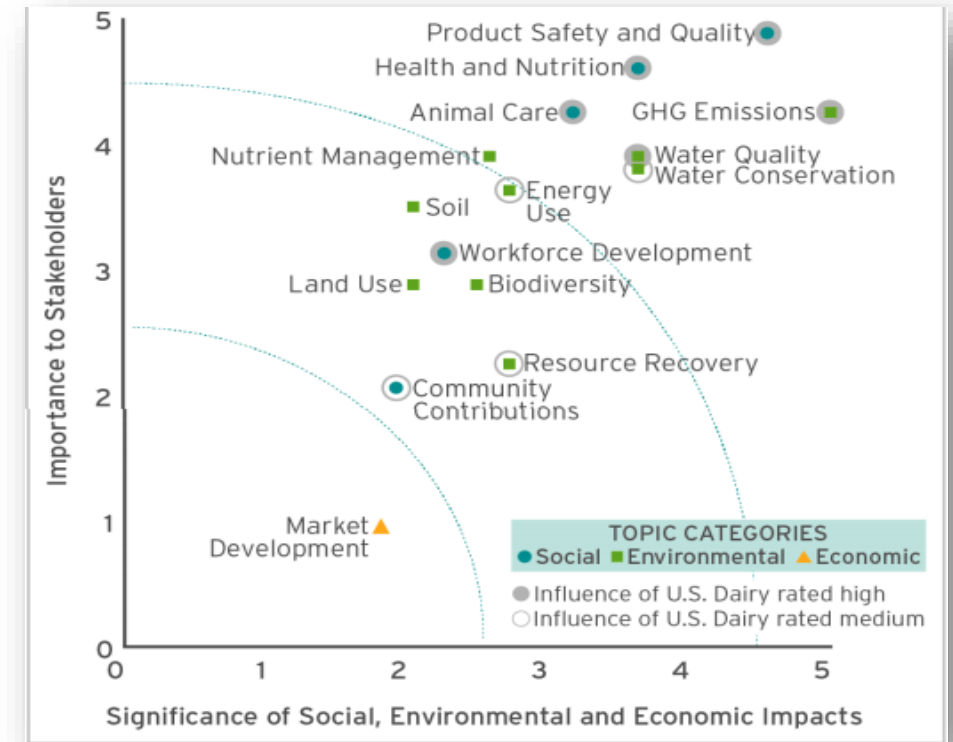 5
Product Safety and Quality
Health and Nutrition
Animal Care
GHG Emissions
4
Nutrient Management
Water Quality
Water Conservation
Energy
Use
Soil
Workforce Development
3
Land Use
Biodiversity
Resource Recovery
2
Community
Contributions
1
Market
Development
Importance to Stakeholders
TOPIC CATEGORIES
Social Environmental Economic
Influence of U.S. Dairy rated high
Influence of U.S. Dairy rated medium
0
0 1 2 3 4 5
Significance of Social, Environmental and Economic Impacts